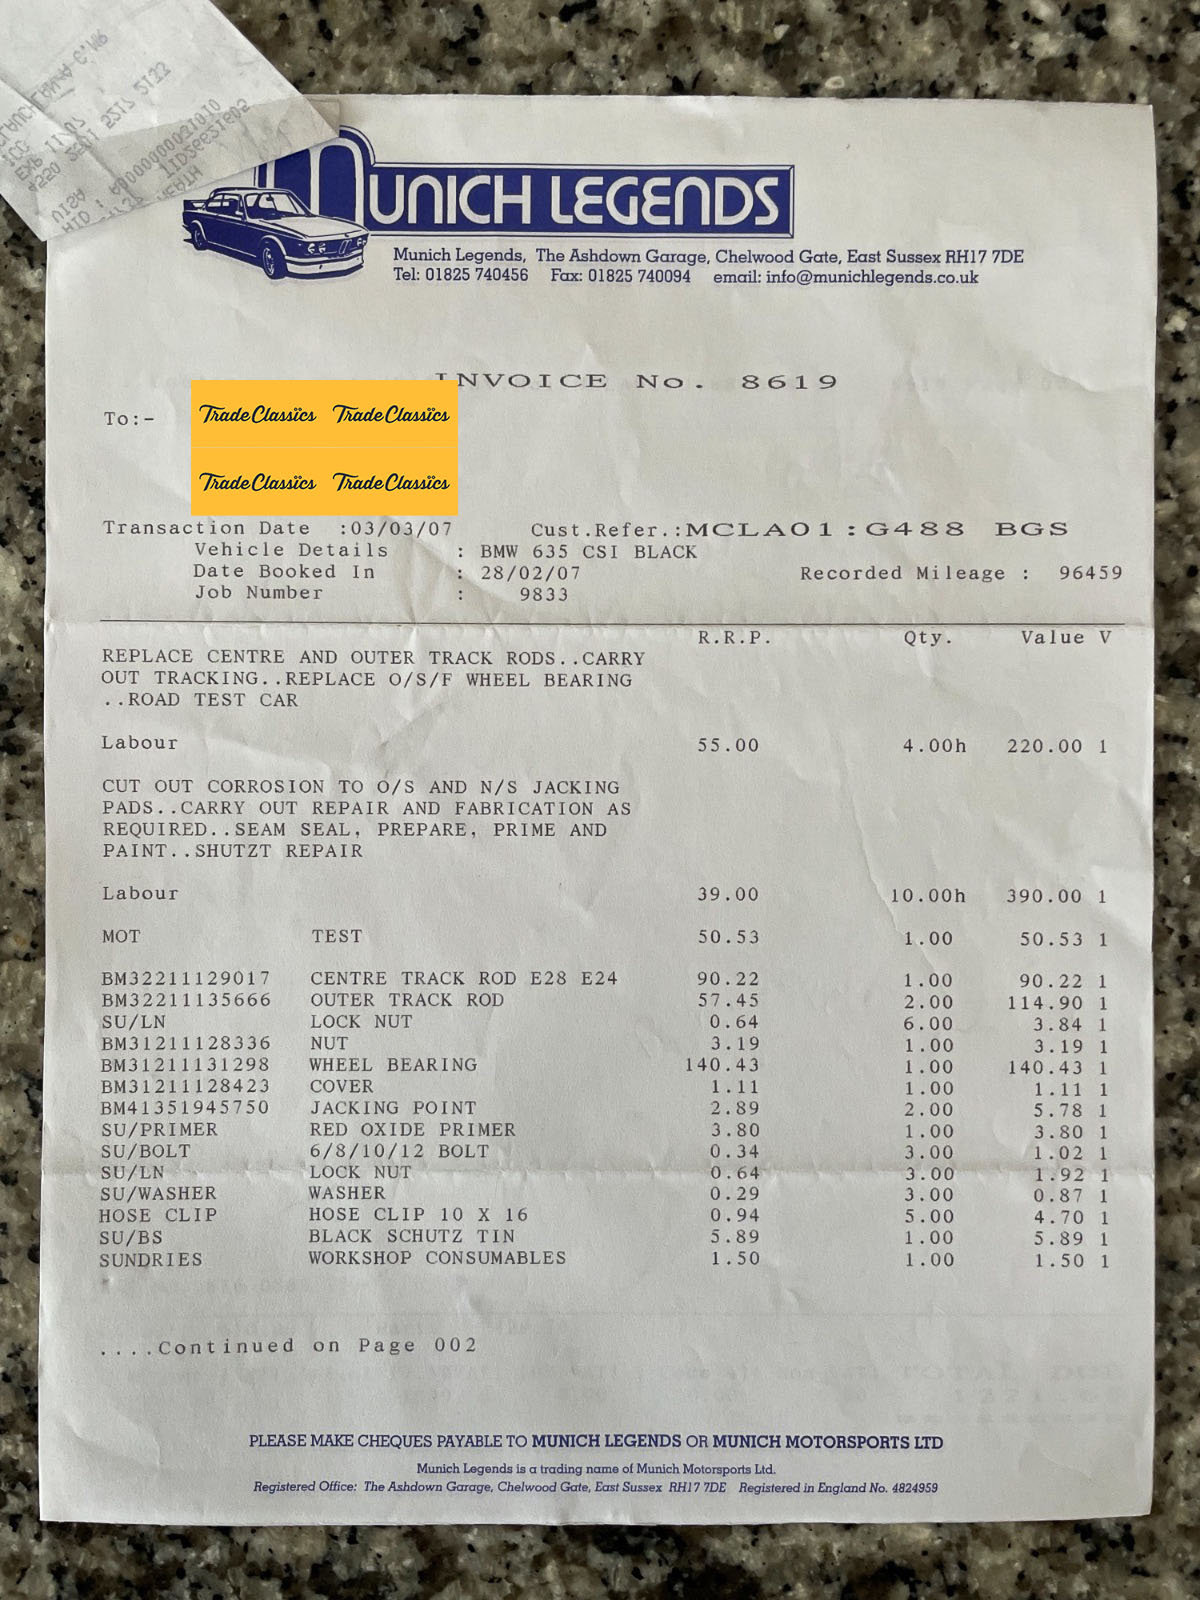 MUNICH LEGENDS
Munich Legends, The Ashdown Garage, Chelwood Gate, East Sussex RH17 7DE
Tel: 01825 740456 Fax: 01825 740094 email: info@munichlegends.co.uk
INVOICE No. 8619
To:-
Trade Classics Trade Classics
Trade Classics Trade Classics
Transaction Date :03/03/07 Cust.Refer.:MCLA01:G488 BGS
Vehicle Details : BMW 635 CSI BLACK
Date Booked In : 28/02/07 Recorded Mileage : 96459
Job Number : 9833
R.R.P. Qty. Value V
REPLACE CENTRE AND OUTER TRACK RODS..CARRY
OUT TRACKING..REPLACE O/S/F WHEEL BEARING
..ROAD TEST CAR
Labour 55.00 4.00h 220.00 1
CUT OUT CORROSION TO O/S AND N/S JACKING
PADS..CARRY OUT REPAIR AND FABRICATION AS
REQUIRED..SEAM SEAL, PREPARE, PRIME AND
PAINT..SHUTZT REPAIR
Labour 39.00 10.00h 390.00 1
MOT TEST 50.53 1.00 50.53 1
BM32211129017 CENTRE TRACK ROD E28 E24 90.22 1.00 90.22 1
BM32211135666 OUTER TRACK ROD 57.45 2.00 114.90 1
SU/LN LOCK NUT 0.64 6.00 3.84 1
BM31211128336 NUT 3.19 1.00 3.19 1
BM31211131298 WHEEL BEARING 140.43 1.00 140.43 1
BM31211128423 COVER 1.11 1.00 1.11 1
BM41351945750 JACKING POINT 2.89 2.00 5.78 1
SU/PRIMER RED OXIDE PRIMER 3.80 1.00 3.80 1
SU/BOLT 6/8/10/12 BOLT 0.34 3.00 1.02 1
SU/LN LOCK NUT 0.64 3.00 1.92 1
SU/WASHER WASHER 0.29 3.00 0.87 1
HOSE CLIP HOSE CLIP 10 X 16 0.94 5.00 4.70 1
SU/BS BLACK SCHUTZ TIN 5.89 1.00 5.89 1
SUNDRIES WORKSHOP CONSUMABLES 1.50 1.00 1.50 1
....Continued on Page 002
PLEASE MAKE CHEQUES PAYABLE TO MUNICH LEGENDS OR MUNICH MOTORSPORTS LTD
Munich Legends is a trading name of Munich Motorsports Ltd.
Registered Office: The Ashdown Garage, Chelwood Gate, East Sussex RH17 7DE Registered in England No. 4824959